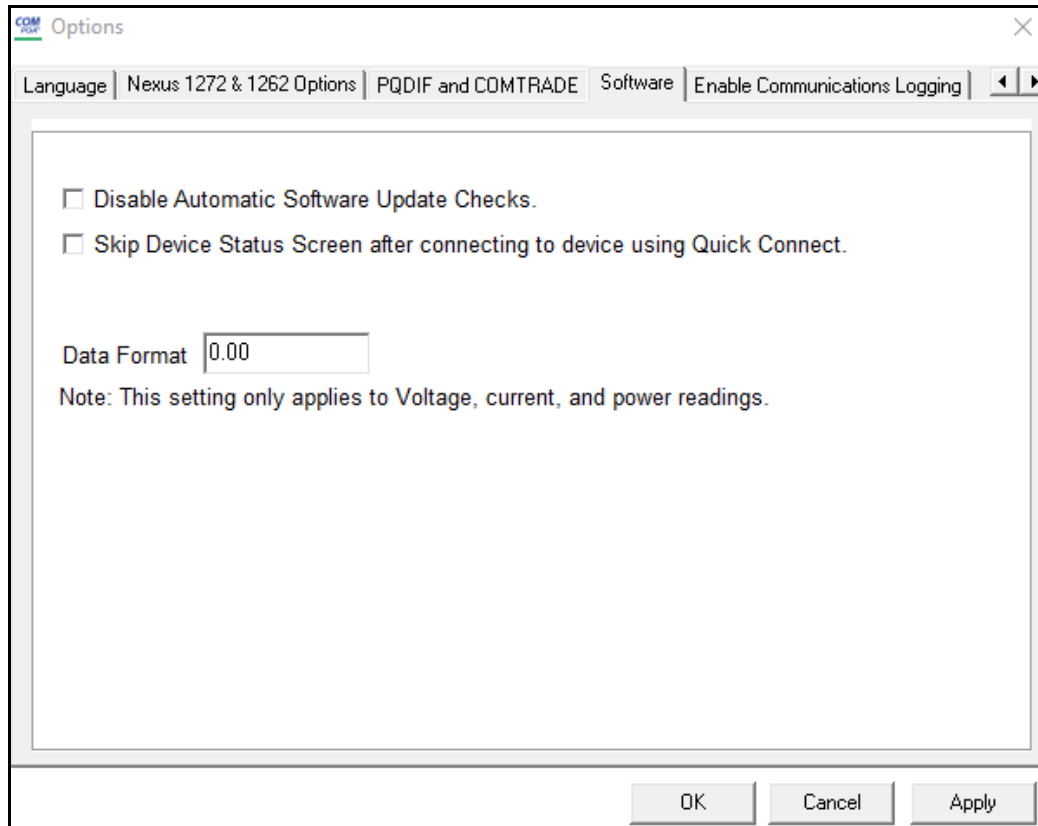 COM
PQA
Options
Language
Nexus 1272 & 1262 Options
PQDIF and COMTRADE
Software
Enable Communications Logging
Disable Automatic Software Update Checks.
Skip Device Status Screen after connecting to device using Quick Connect.
Data Format 0.00
Note: This setting only applies to Voltage, current, and power readings.
OK
Cancel
Apply